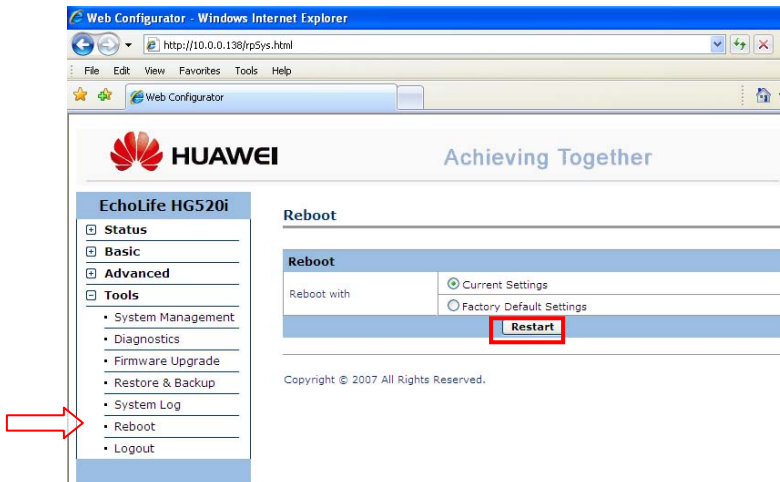 Web Configurator - Windows Internet Explorer
http://10.0.0.138/rpSys.html
File Edit View Favorites Tools Help
Web Configurator
HUAWEI
Achieving Together
EchoLife HG520i
Status
Basic
Advanced
Tools
System Management
Diagnostics
Firmware Upgrade
Restore & Backup
System Log
Reboot
Logout
Reboot
Reboot
Reboot with
Current Settings
Factory Default Settings
Restart
Copyright © 2007 All Rights Reserved.